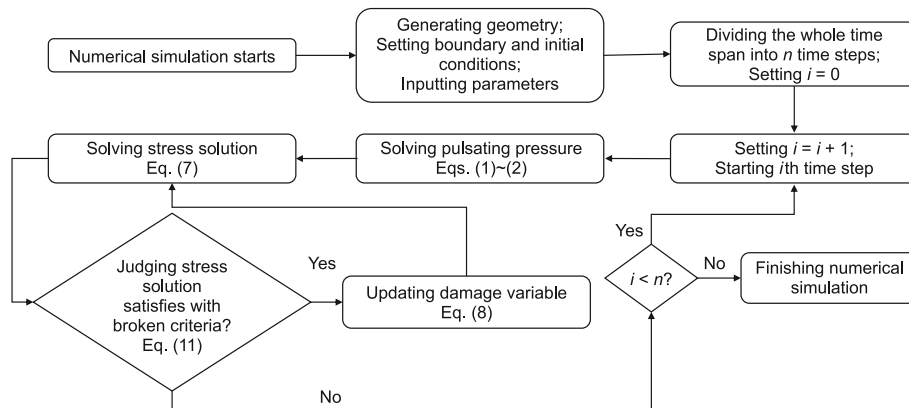 Numerical simulation starts
Generating geometry;
Setting boundary and initial
conditions;
Inputting parameters
Dividing the whole time
span into n time steps;
Setting i = 0
Solving stress solution
Eq. (7)
Solving pulsating pressure
Eqs. (1)~(2)
Setting i = i + 1;
Starting ith time step
Judging stress
solution
satisfies with
broken criteria?
Eq. (11)
Yes
Updating damage variable
Eq. (8)
No
Yes
i < n?
No
Finishing numerical
simulation